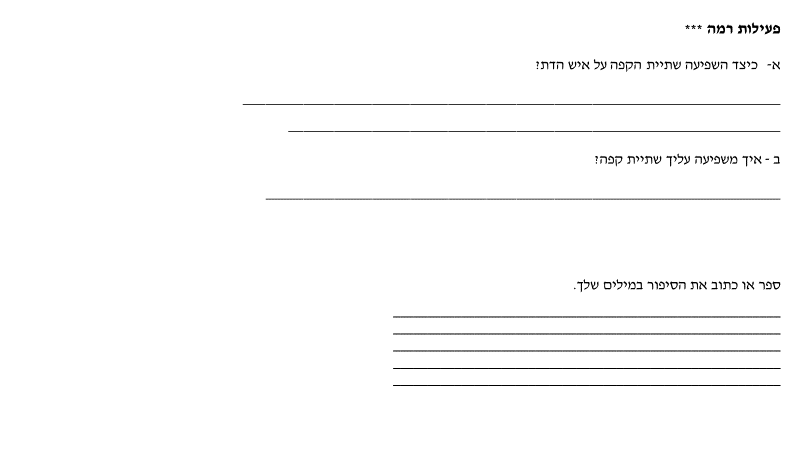 פעילות רמה ***
א-  כיצד השפיעה שתיית הקפה על איש הדת?
ב - איך משפיעה עליך שתיית קפה?
ספר או כתוב את הסיפור במילים שלך.